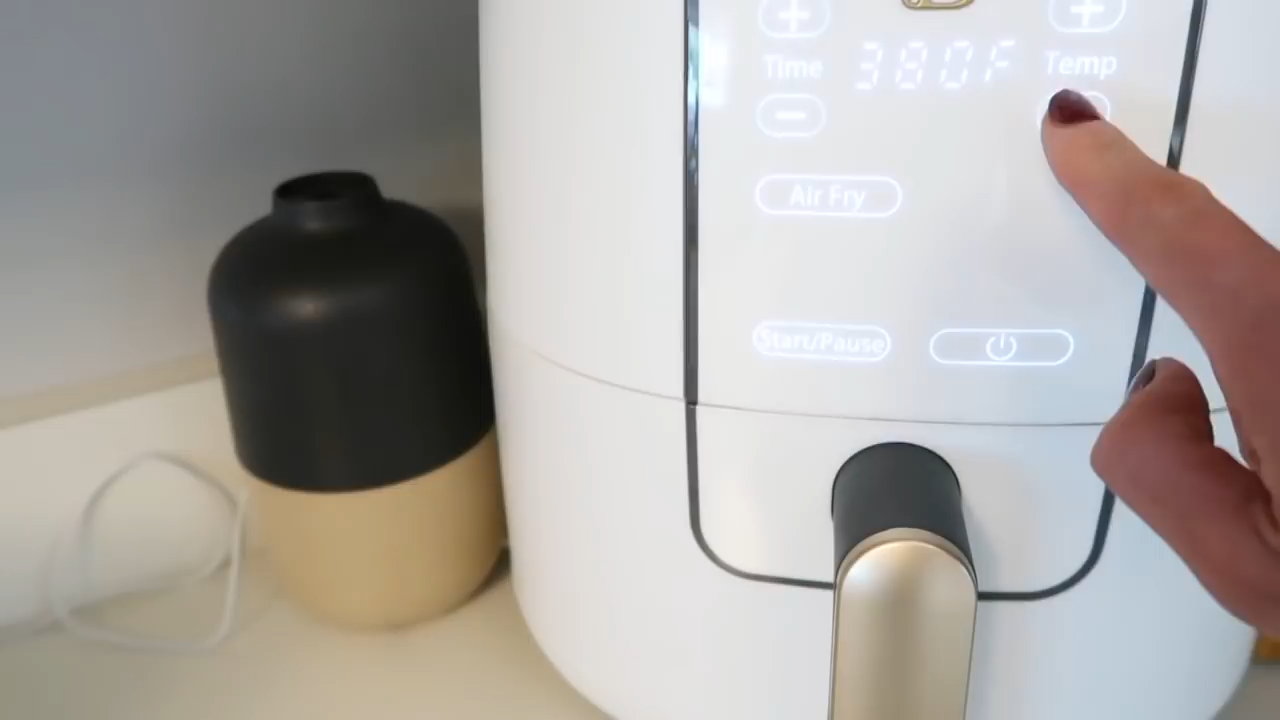 + +
Time 380F Temp
-
Air Fry
Start/Pause